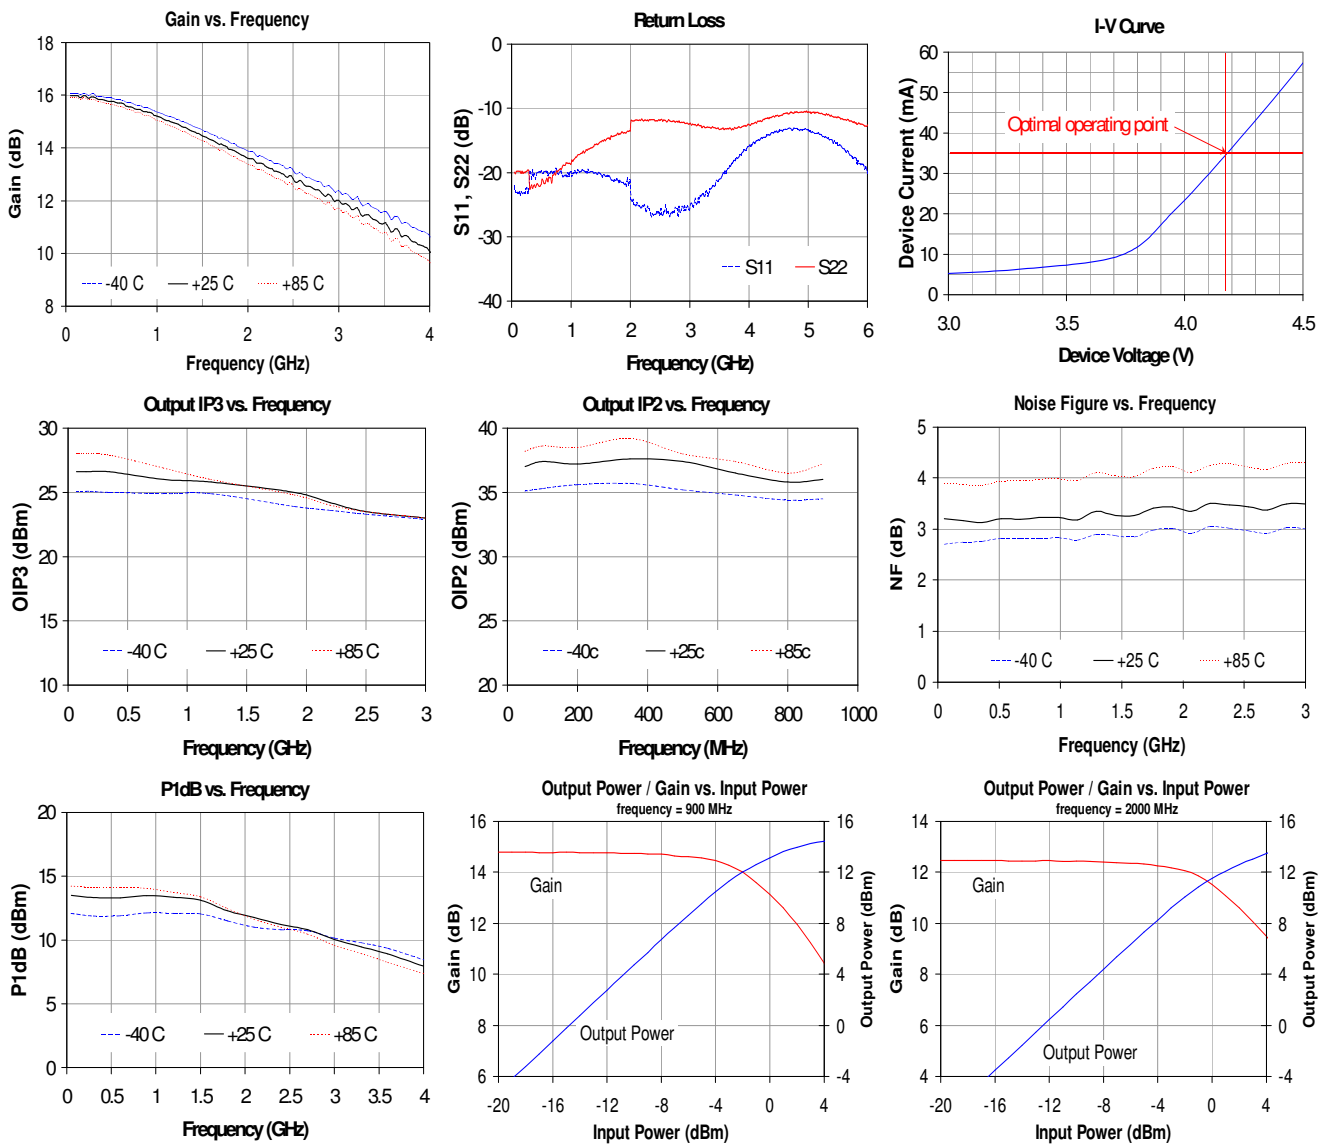 Gain vs. Frequency
Gain (dB)
18
16
14
12
10
8
-40 C
+25 C
+85 C
0
1
2
3
4
Frequency (GHz)
Return Loss
S11, S22 (dB)
0
-10
-20
-30
-40
S11
S22
0
1
2
3
4
5
6
Frequency (GHz)
I-V Curve
Device Current (mA)
60
50
40
30
20
10
0
Optimal operating point
3.0
3.5
4.0
4.5
Device Voltage (V)
Output IP3 vs. Frequency
OIP3 (dBm)
30
25
20
15
10
-40 C
+25 C
+85 C
0
0.5
1
1.5
2
2.5
3
Frequency (GHz)
Output IP2 vs. Frequency
OIP2 (dBm)
40
35
30
25
20
-40c
+25c
+85c
0
200
400
600
800
1000
Frequency (MHz)
Noise Figure vs. Frequency
NF (dB)
5
4
3
2
1
0
-40 C
+25 C
+85 C
0
0.5
1
1.5
2
2.5
3
Frequency (GHz)
P1dB vs. Frequency
P1dB (dBm)
20
15
10
5
0
-40 C
+25 C
+85 C
0
0.5
1
1.5
2
2.5
3
3.5
4
Frequency (GHz)
Output Power / Gain vs. Input Power
frequency = 900 MHz
Gain (dB)
16
14
12
10
8
6
Gain
Output Power
16
12
8
4
0
-4
Output Power (dBm)
-20
-16
-12
-8
-4
0
4
Input Power (dBm)
Output Power / Gain vs. Input Power
frequency = 2000 MHz
Gain (dB)
14
12
10
8
6
4
Gain
Output Power
16
12
8
4
0
-4
Output Power (dBm)
-20
-16
-12
-8
-4
0
4
Input Power (dBm)